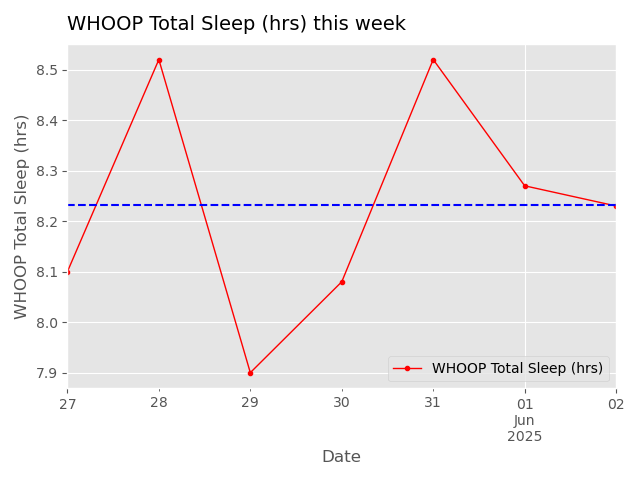 WHOOP Total Sleep (hrs) this week
WHOOP Total Sleep (hrs)
8.5
8.4
8.3
8.2
8.1
8.0
7.9
WHOOP Total Sleep (hrs)
27 28 29 30 31 01 02
Jun
2025
Date